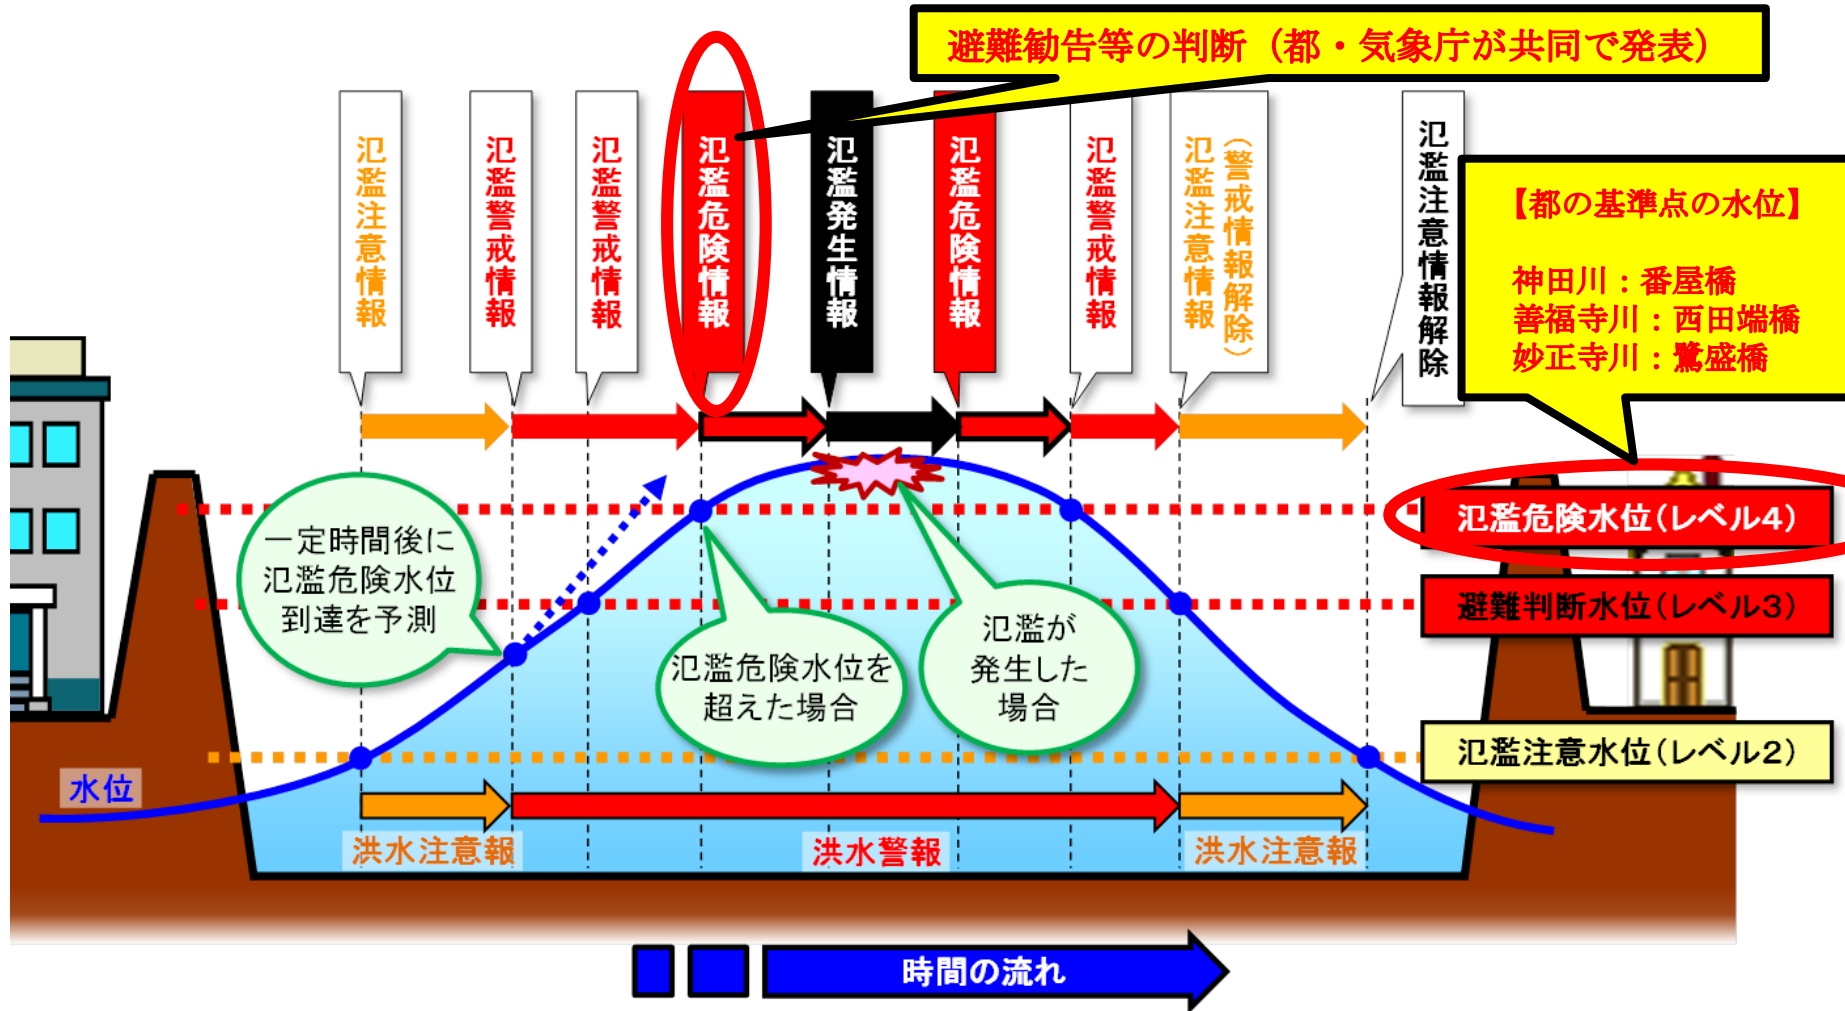 避難勧告等の判断（都・気象庁が共同で発表）
氾濫注意情報
氾濫警戒情報
氾濫警戒情報
氾濫危険情報
氾濫発生情報
氾濫危険情報
氾濫警戒情報
氾濫注意情報
（警戒情報解除）
氾濫注意情報解除
【都の基準点の水位】
神田川：番屋橋
善福寺川：西田端橋
妙正寺川：鷺盛橋
一定時間後に
氾濫危険水位
到達を予測
氾濫危険水位を
超えた場合
氾濫が
発生した
場合
氾濫危険水位（レベル4）
避難判断水位（レベル3）
氾濫注意水位（レベル2）
水位
洪水注意報
洪水警報
洪水注意報
時間の流れ